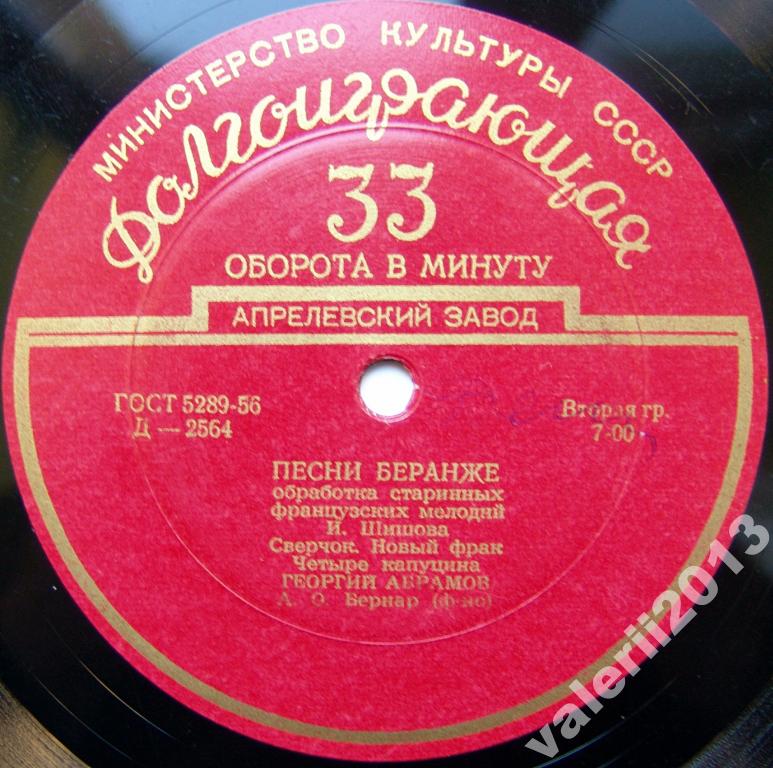 МИНИСТЕРСТВО КУЛЬТУРЫ СССР
Долгоиграющая
33
ОБОРОТА В МИНУТУ
АПРЕЛЕВСКИЙ ЗАВОД
ГОСТ 5289-56
Д — 2564
Вторая гр.
7-00
ПЕСНИ БЕРАНЖЕ
обработка старинных
французских мелодий
И. Шишова
Сверчок. Новый фрак
Четыре капуцина
ГЕОРГИЙ АБРАМОВ
А. О. Бернар (ф-но)
valerii2013